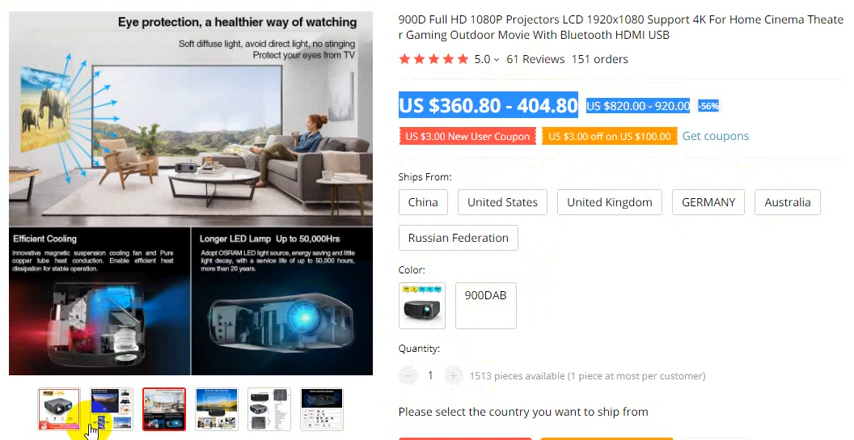 Eye protection, a healthier way of watching
Soft diffuse light, avoid direct light, no stinging
Protect your eyes from TV
Efficient Cooling
Innovative magnetic suspension cooling fan and Pure
copper tube heat conduction. Enable efficient heat
dissipation for stable operation.
Longer LED Lamp Up to 50,000Hrs
Adopt OSRAM LED light source, energy saving and little
light decay, with a service life of up to 50,000 hours,
more than 20 years.
900D Full HD 1080P Projectors LCD 1920x1080 Support 4K For Home Cinema Theate
r Gaming Outdoor Movie With Bluetooth HDMI USB
5.0 61 Reviews 151 orders
US $360.80 - 404.80 US $820.00 - 920.00 -56%
US $3.00 New User Coupon US $3.00 off on US $100.00 Get coupons
Ships From:
China United States United Kingdom GERMANY Australia
Russian Federation
Color:
900DAB
Quantity:
1 1513 pieces available (1 piece at most per customer)
Please select the country you want to ship from